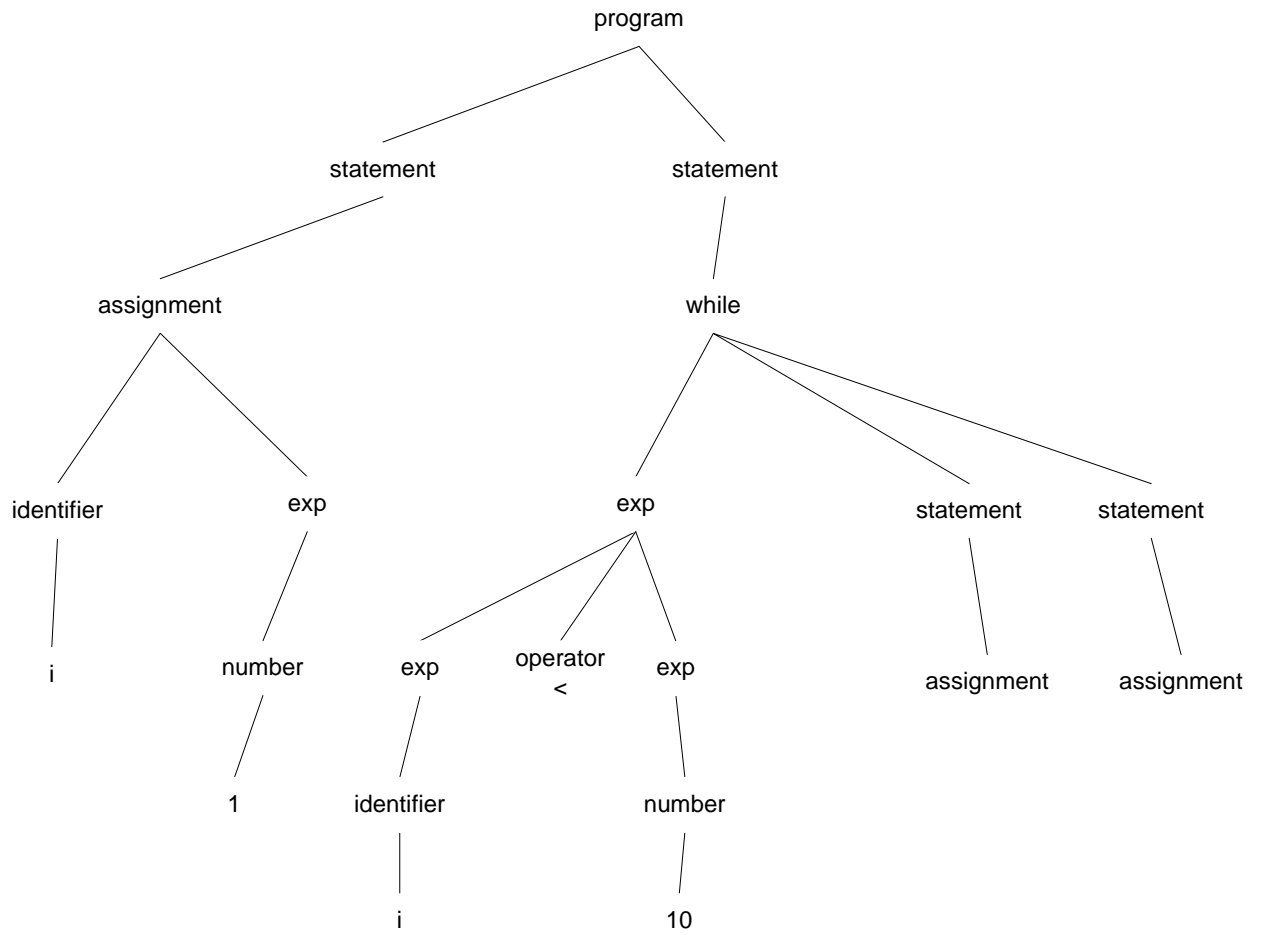 program
statement
statement
assignment
while
identifier
exp
exp
statement
statement
i
number
exp
operator
<
exp
assignment
assignment
1
identifier
number
i
10